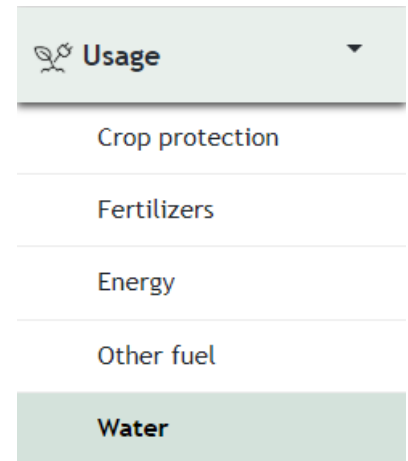 Usage
Crop protection
Fertilizers
Energy
Other fuel
Water